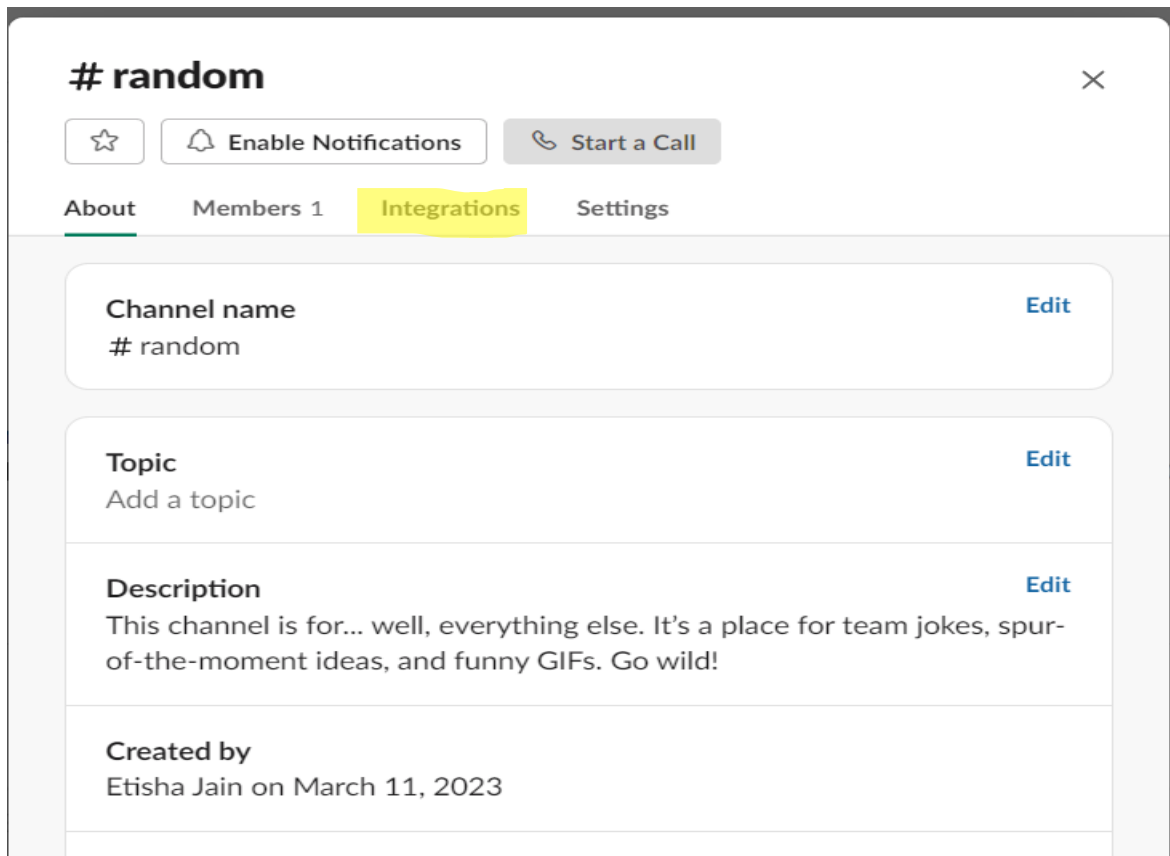 # random
Enable Notifications Start a Call
About Members 1 Integrations Settings
Channel name Edit
# random
Topic Edit
Add a topic
Description Edit
This channel is for... well, everything else. It’s a place for team jokes, spur-
of-the-moment ideas, and funny GIFs. Go wild!
Created by
Etisha Jain on March 11, 2023